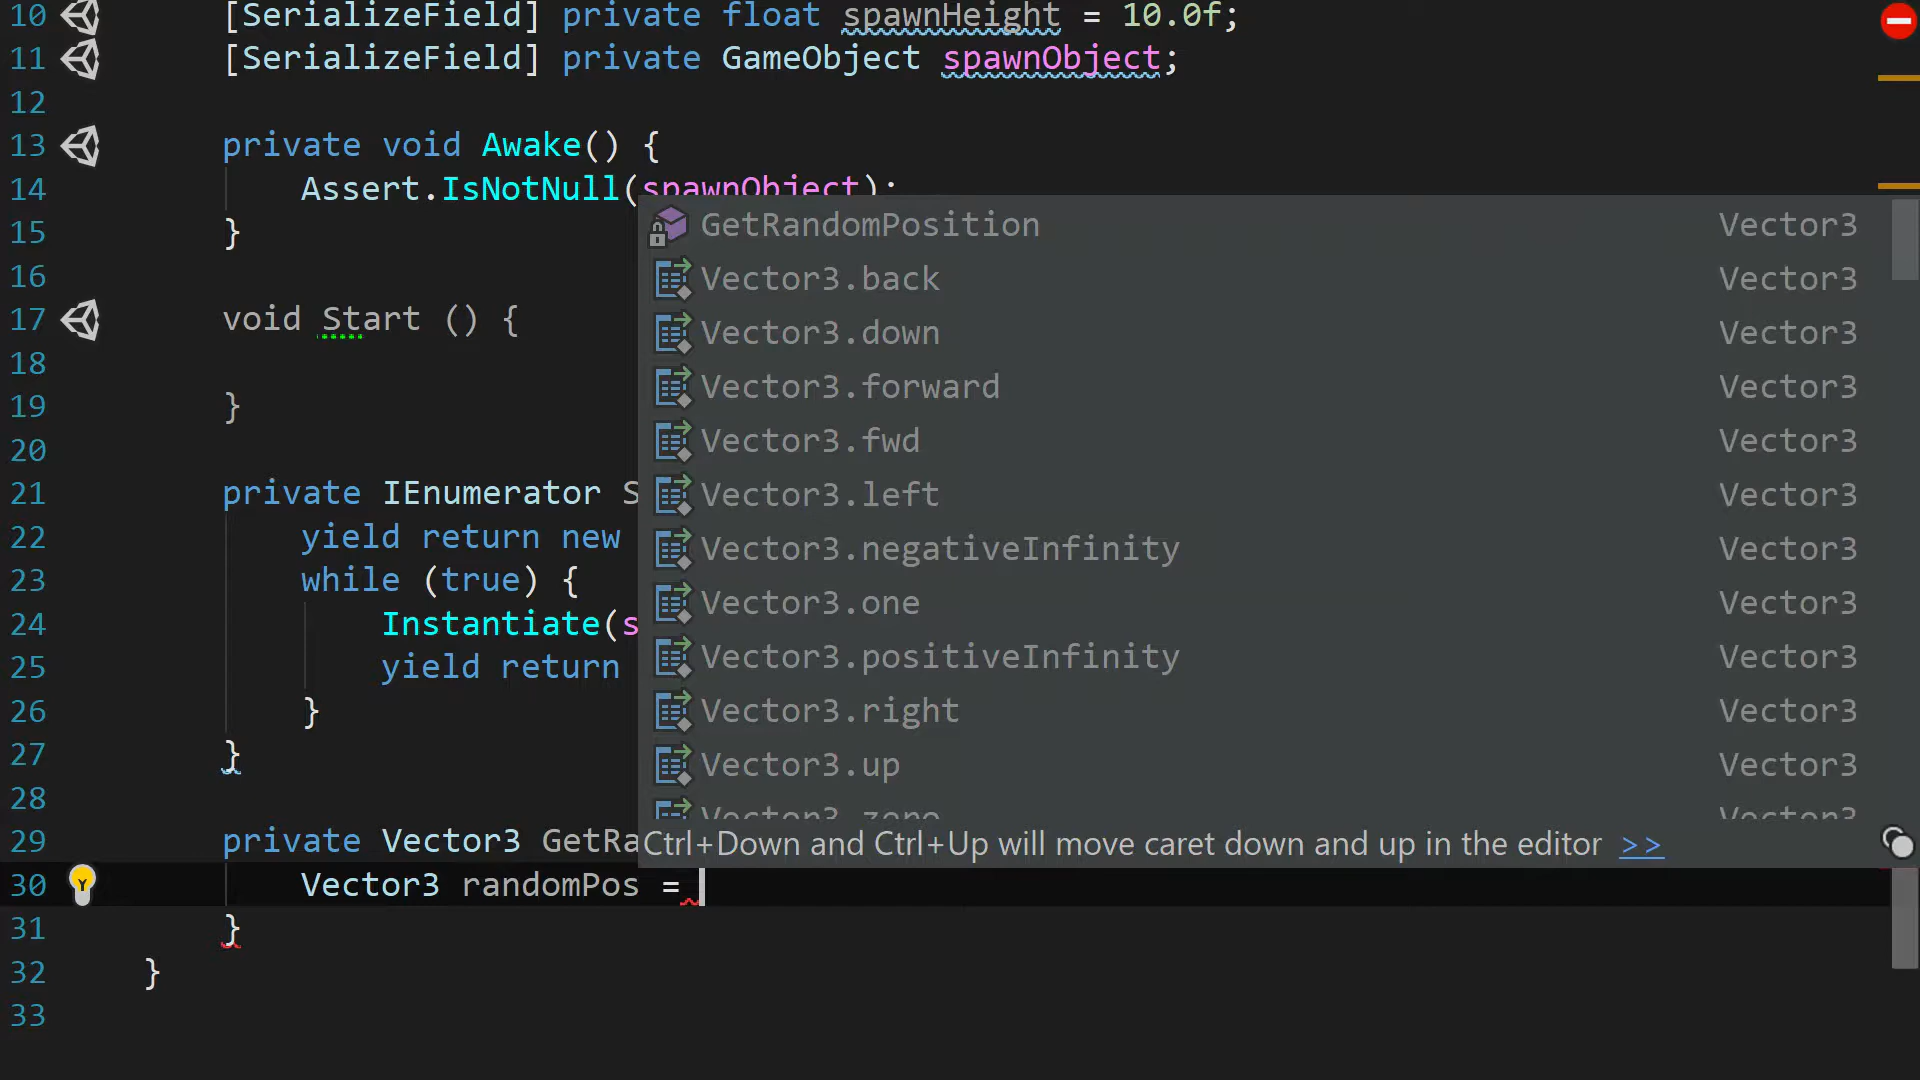 10 [SerializeField] private float spawnHeight = 10.0f;
11 [SerializeField] private GameObject spawnObject;
12
13 private void Awake() {
14 Assert.IsNotNull(spawnObject);
15 }
16
17 void Start () {
18
19 }
20
21 private IEnumerator S
22 yield return new
23 while (true) {
24 Instantiate(s
25 yield return
26 }
27 }
28
29 private Vector3 GetRa
30 Vector3 randomPos =
31 }
32 }
33
GetRandomPosition Vector3
Vector3.back Vector3
Vector3.down Vector3
Vector3.forward Vector3
Vector3.fwd Vector3
Vector3.left Vector3
Vector3.negativeInfinity Vector3
Vector3.one Vector3
Vector3.positiveInfinity Vector3
Vector3.right Vector3
Vector3.up Vector3
Vector3.zero Vector3
Ctrl+Down and Ctrl+Up will move caret down and up in the editor >>